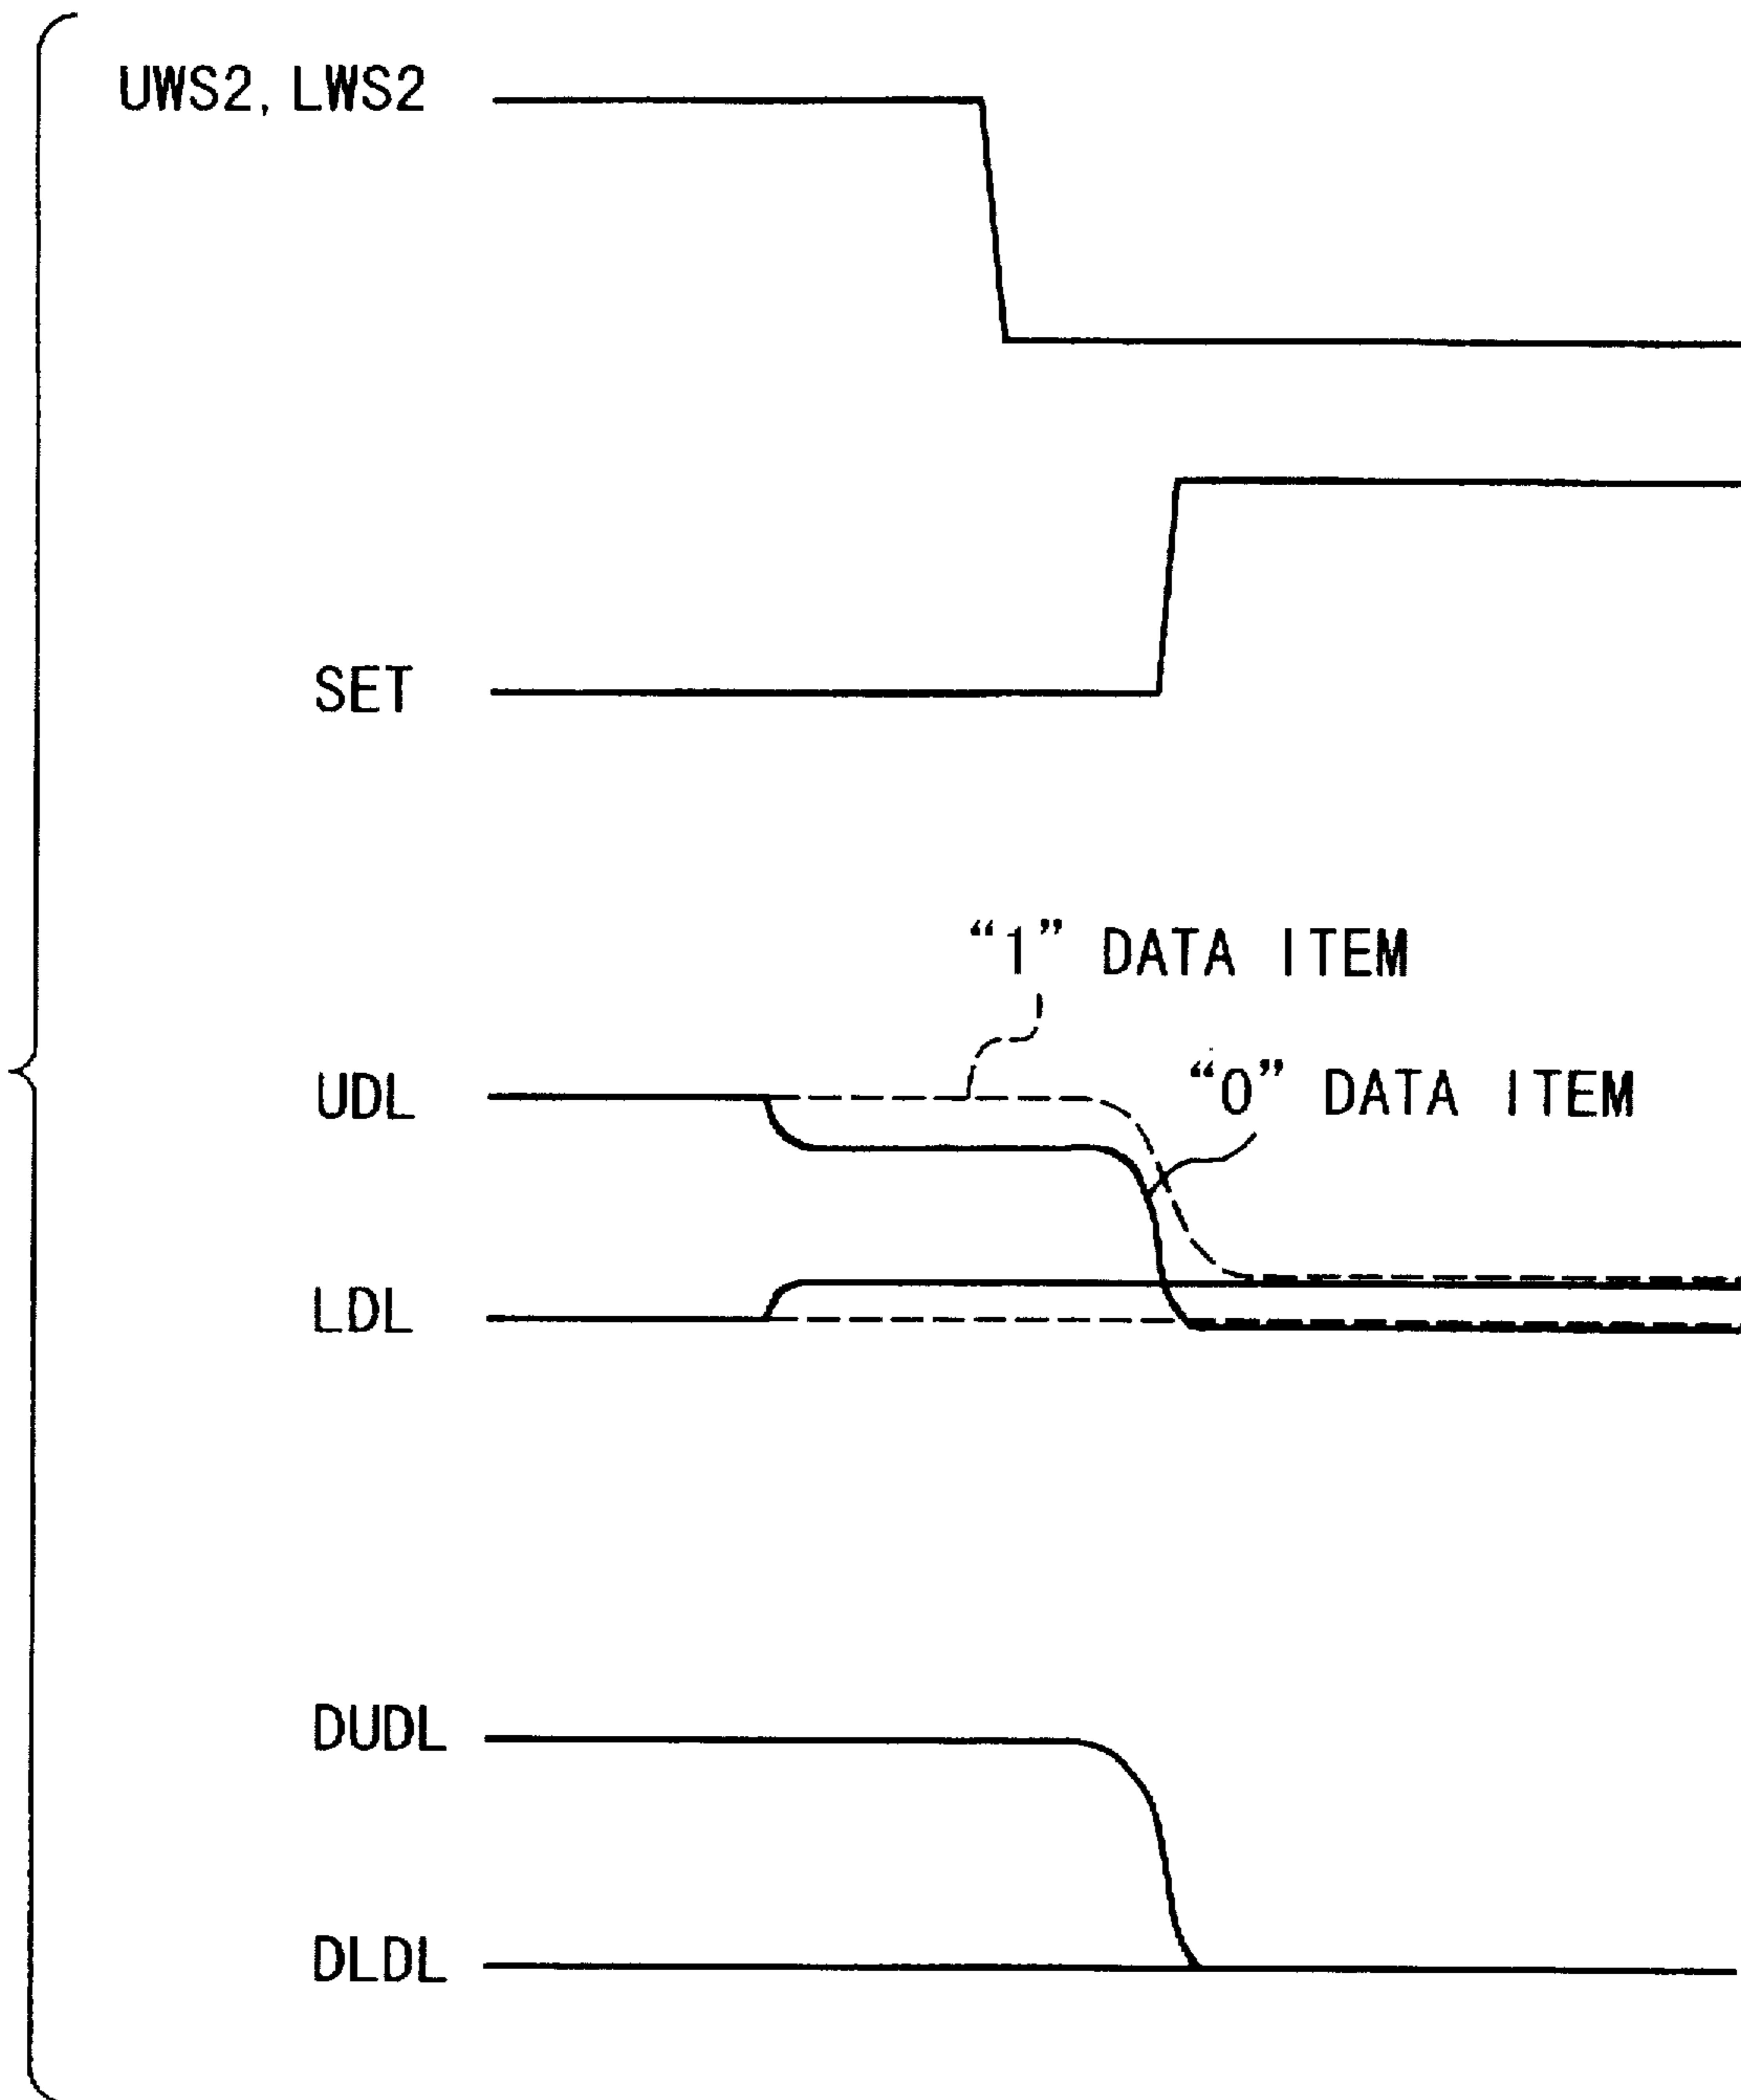 UWS2, LWS2
SET
“1” DATA ITEM
“0” DATA ITEM
UDL
LDL
DUDL
DLDL